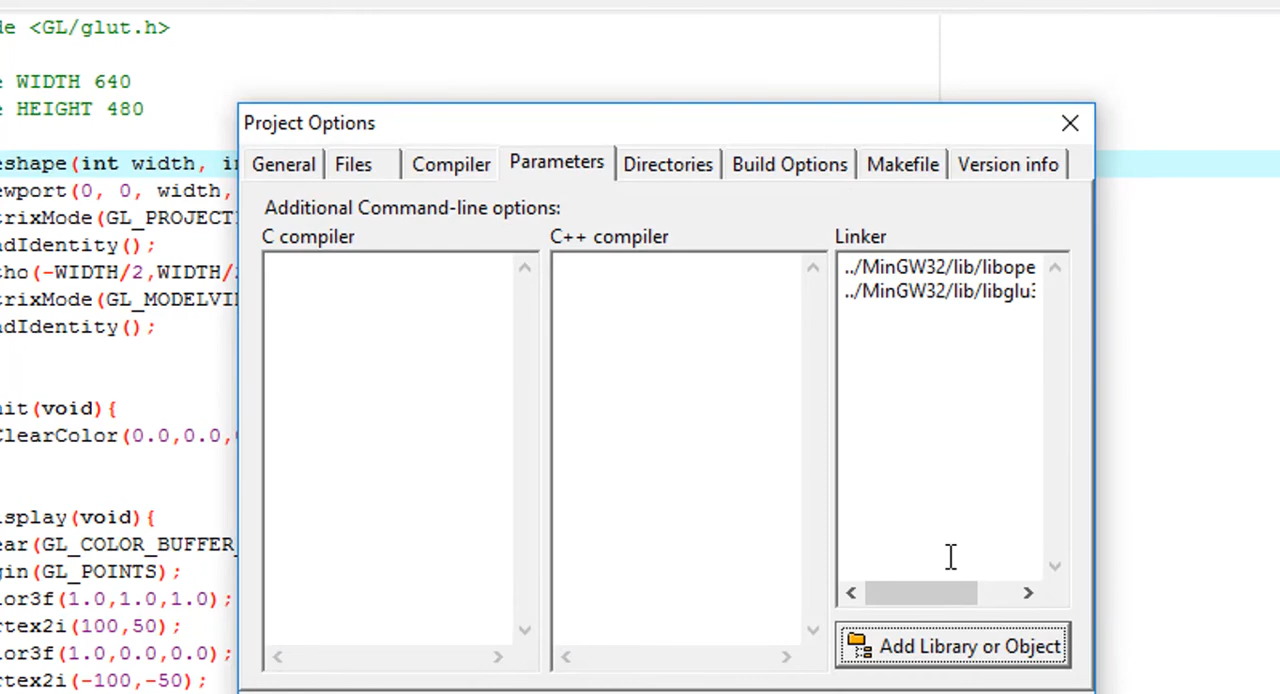 de <GL/glut.h>
e WIDTH 640
e HEIGHT 480
eshape(int width, in
ewport(0, 0, width,
trixMode(GL_PROJECT
adIdentity();
tho(-WIDTH/2,WIDTH/2
trixMode(GL_MODELVI
adIdentity();
nit(void){
ClearColor(0.0,0.0,
isplay(void){
ear(GL_COLOR_BUFFER_
gin(GL_POINTS);
lor3f(1.0,1.0,1.0);
rtex2i(100,50);
lor3f(1.0,0.0,0.0);
rtex2i(-100,-50);
Project Options
General Files Compiler Parameters Directories Build Options Makefile Version info
Additional Command-line options:
C compiler C++ compiler Linker
../MinGW32/lib/libope
../MinGW32/lib/libglu3
Add Library or Object